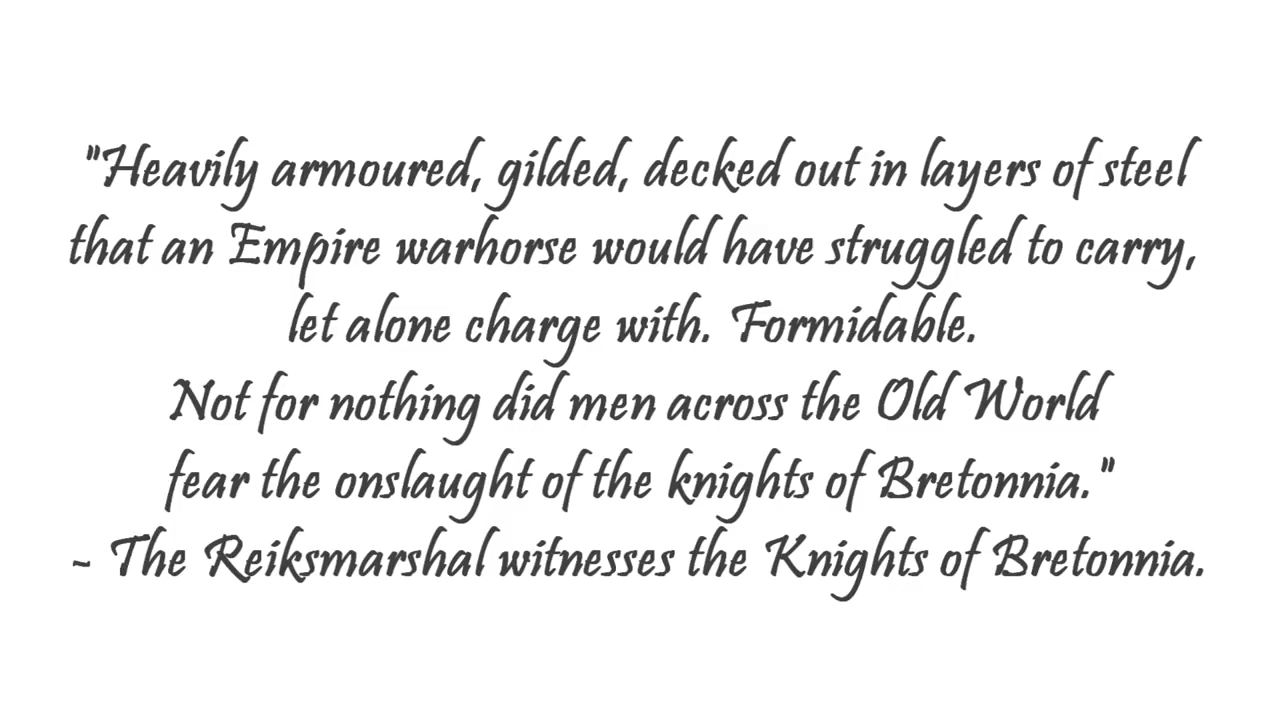 "Heavily armoured, gilded, decked out in layers of steel
that an Empire warhorse would have struggled to carry,
let alone charge with. Formidable.
Not for nothing did men across the Old World
fear the onslaught of the knights of Bretonnia."
- The Reiksmarshal witnesses the Knights of Bretonnia.